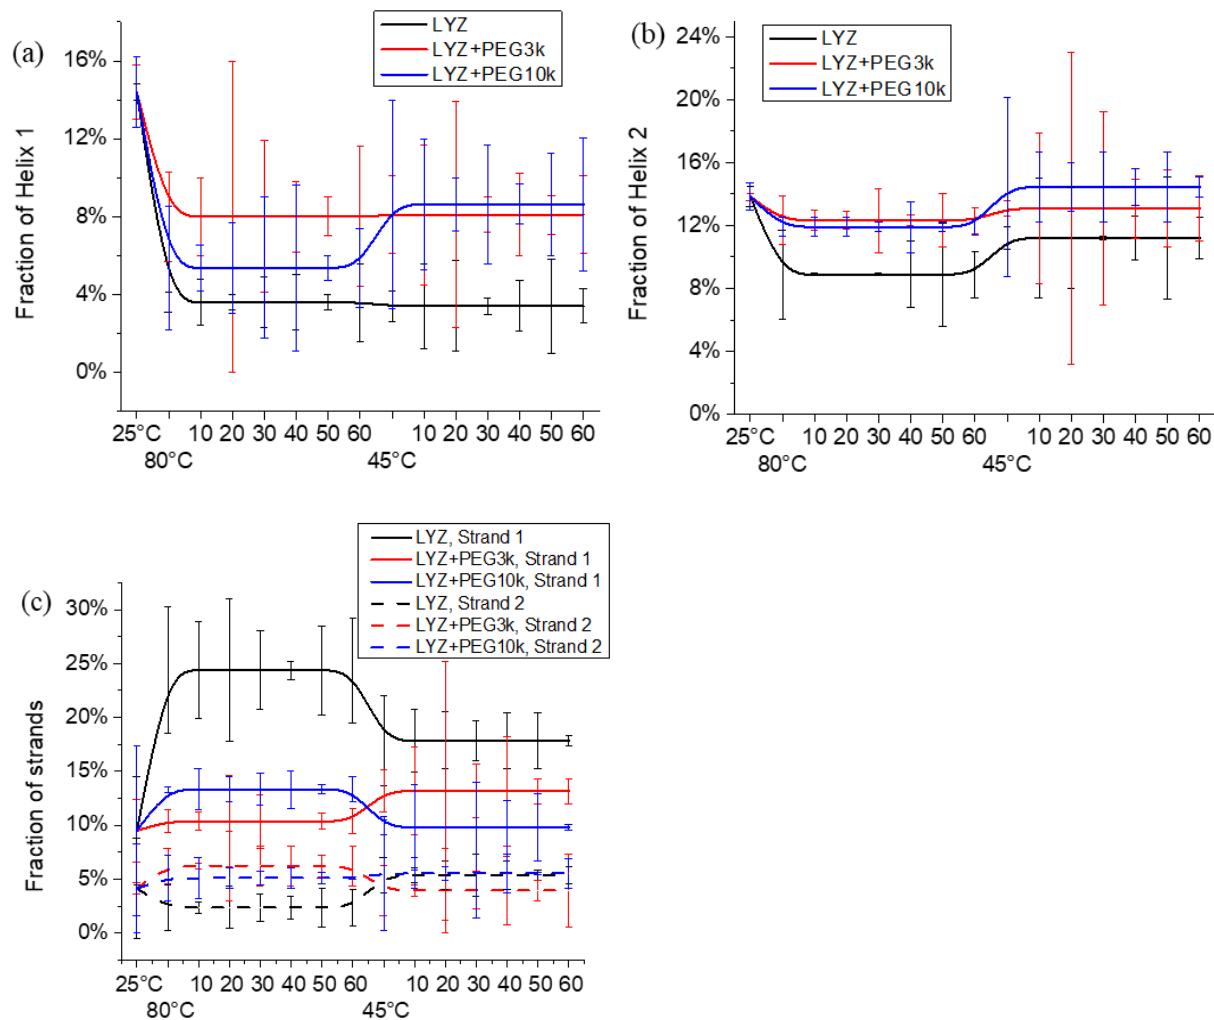 (a)
LYZ
LYZ+PEG3k
LYZ+PEG10k
Fraction of Helix 1
16%
12%
8%
4%
0%
25°C 10 20 30 40 50 60 10 20 30 40 50 60
80°C 45°C
(b)
LYZ
LYZ+PEG3k
LYZ+PEG10k
Fraction of Helix 2
24%
20%
16%
12%
8%
4%
0%
25°C 10 20 30 40 50 60 10 20 30 40 50 60
80°C 45°C
(c)
LYZ, Strand 1
LYZ+PEG3k, Strand 1
LYZ+PEG10k, Strand 1
LYZ, Strand 2
LYZ+PEG3k, Strand 2
LYZ+PEG10k, Strand 2
Fraction of strands
30%
25%
20%
15%
10%
5%
0%
25°C 10 20 30 40 50 60 10 20 30 40 50 60
80°C 45°C